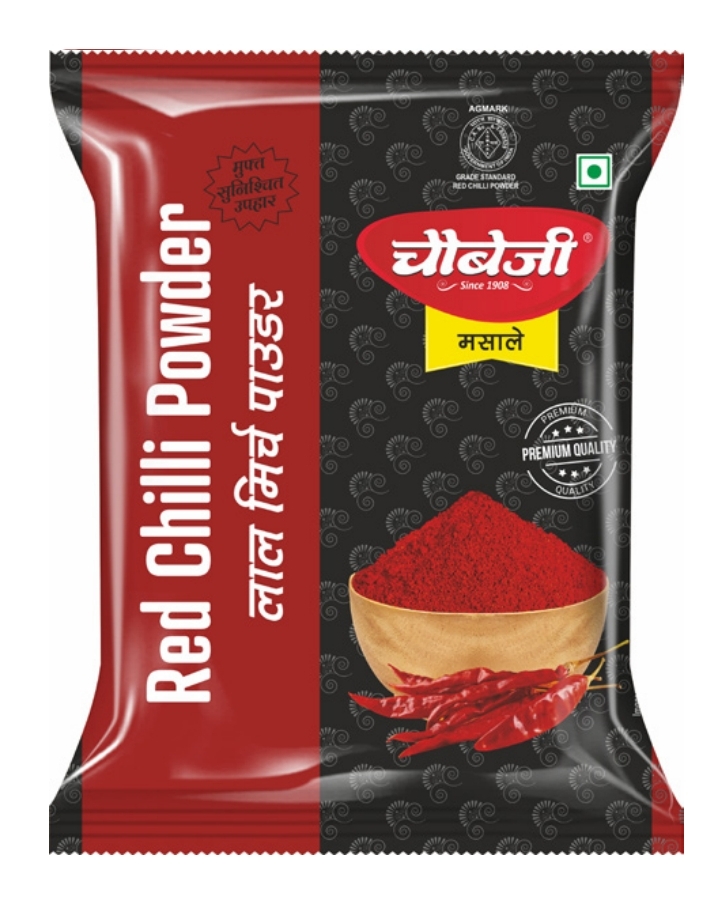 मुफ्त
सुनिश्चित
उपहार
Red Chilli Powder
लाल मिर्च पाउडर
AGMARK
GRADE STANDARD
RED CHILLI POWDER
चौबेजी ®
Since 1908
मसाले
PREMIUM
PREMIUM QUALITY
QUALITY